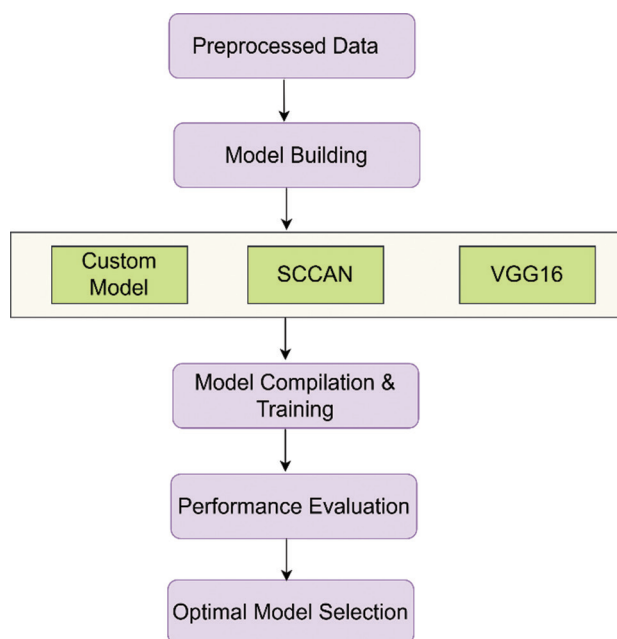 Preprocessed Data
Model Building
Custom
Model
SCCAN
VGG16
Model Compilation &
Training
Performance Evaluation
Optimal Model Selection